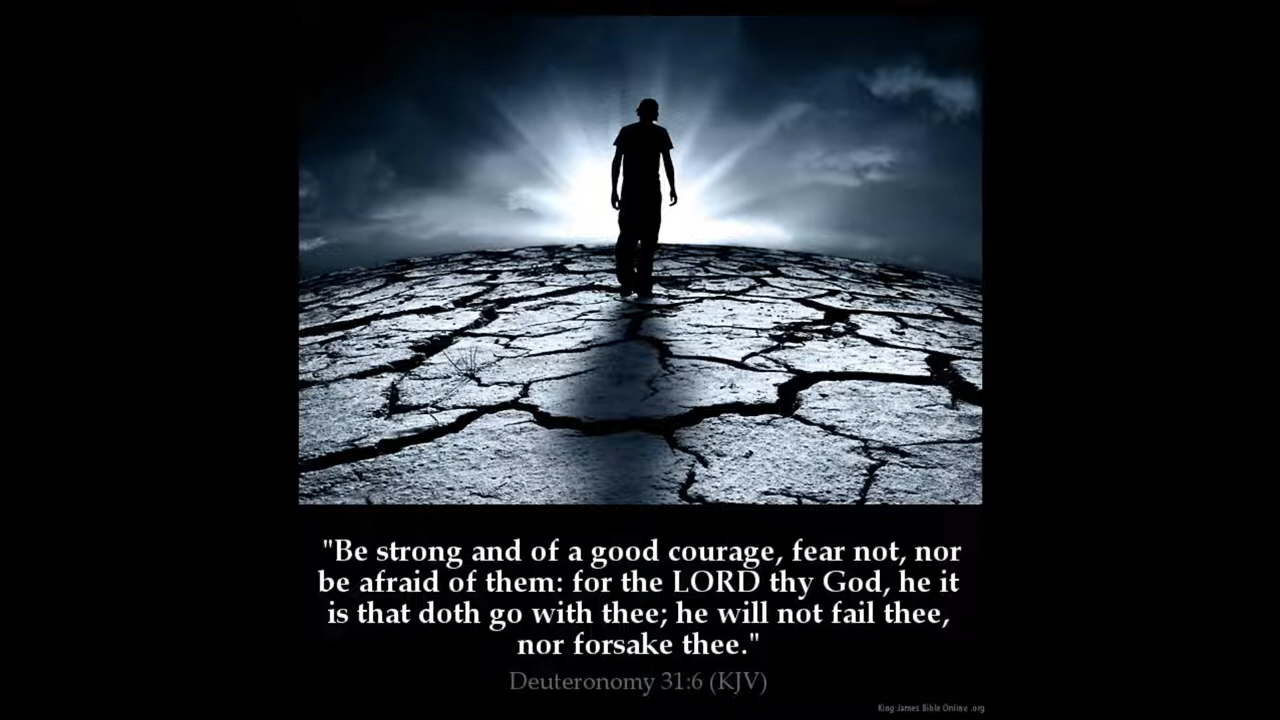 "Be strong and of a good courage, fear not, nor
be afraid of them: for the LORD thy God, he it
is that doth go with thee; he will not fail thee,
nor forsake thee."
Deuteronomy 31:6 (KJV)
King James Bible Online .org